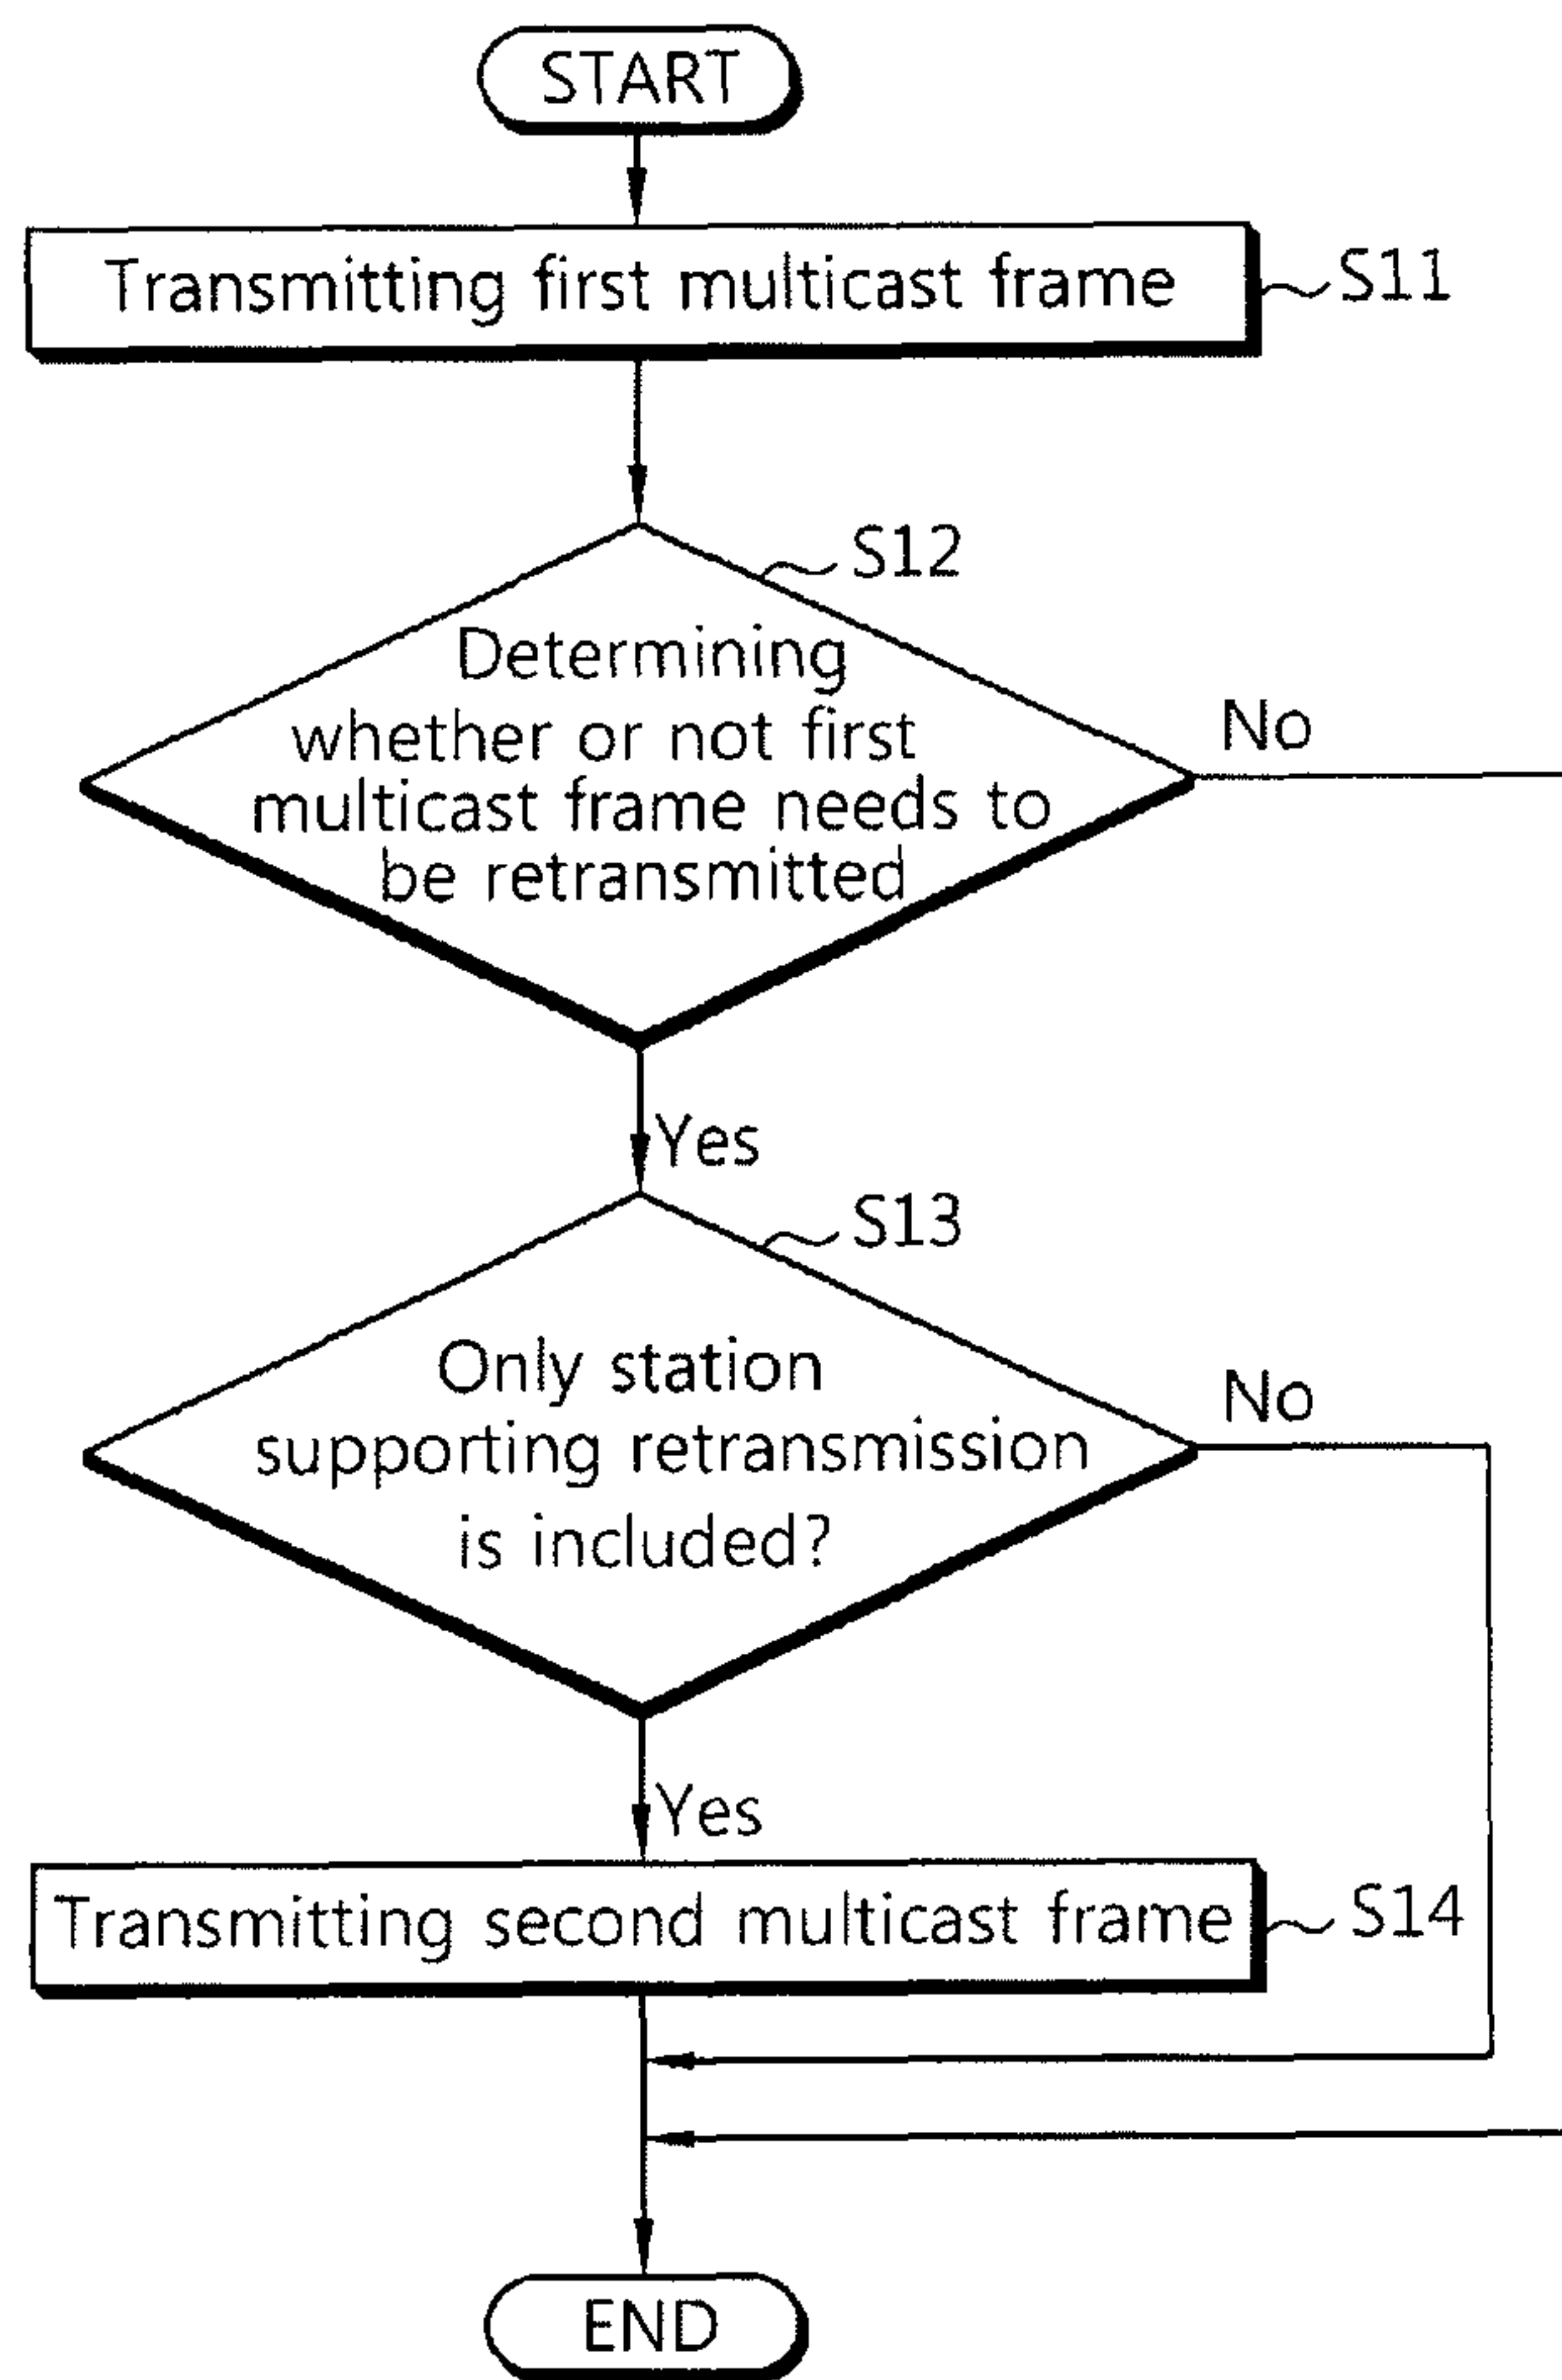 START
Transmitting first multicast frame
S11
S12
Determining
whether or not first
multicast frame needs to
be retransmitted
No
Yes
S13
Only station
supporting retransmission
is included?
No
Yes
Transmitting second multicast frame
S14
END